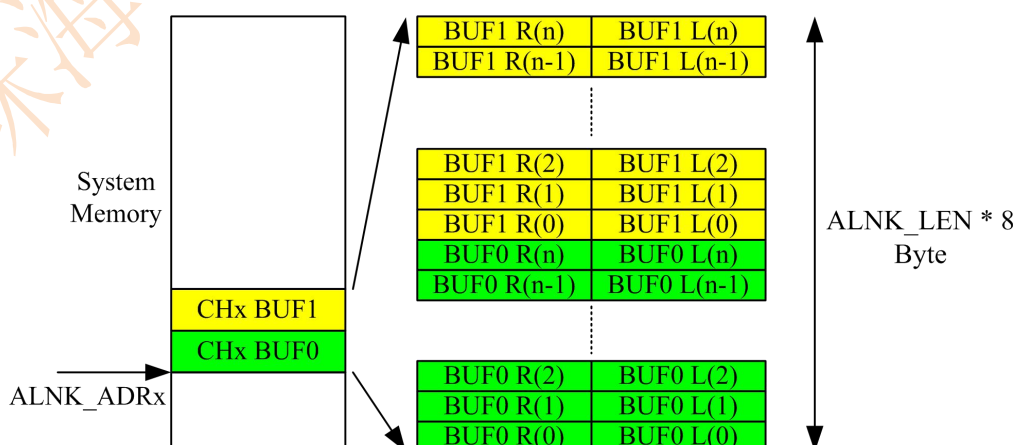 BUF1 R(n) BUF1 L(n)
BUF1 R(n-1) BUF1 L(n-1)
BUF1 R(2) BUF1 L(2)
BUF1 R(1) BUF1 L(1)
BUF1 R(0) BUF1 L(0)
BUF0 R(n) BUF0 L(n)
BUF0 R(n-1) BUF0 L(n-1)
BUF0 R(2) BUF0 L(2)
BUF0 R(1) BUF0 L(1)
BUF0 R(0) BUF0 L(0)
System
Memory
CHx BUF1
CHx BUF0
ALNK_ADRx
ALNK_LEN * 8
Byte